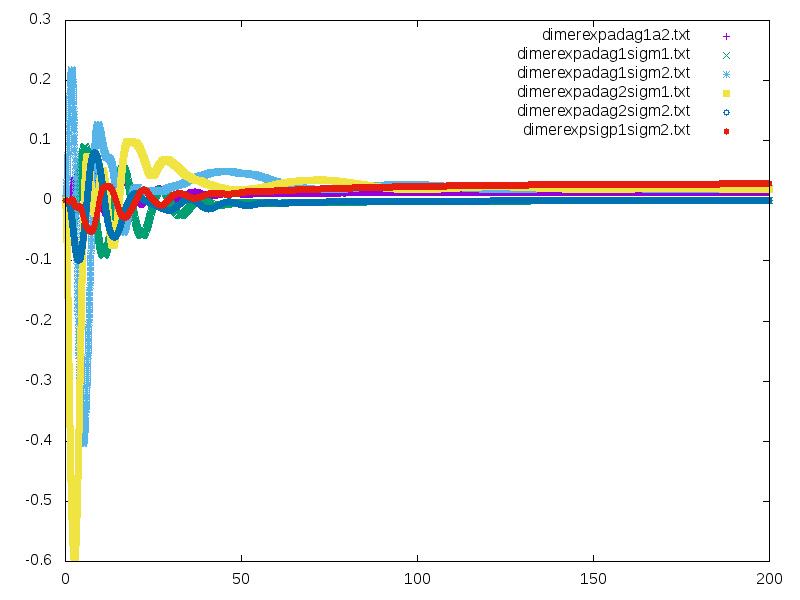 0.3
0.2
0.1
0
-0.1
-0.2
-0.3
-0.4
-0.5
-0.6
0 50 100 150 200
dimerexpadag1a2.txt
dimerexpadag1sigm1.txt
dimerexpadag1sigm2.txt
dimerexpadag2sigm1.txt
dimerexpadag2sigm2.txt
dimerexpsigp1sigm2.txt